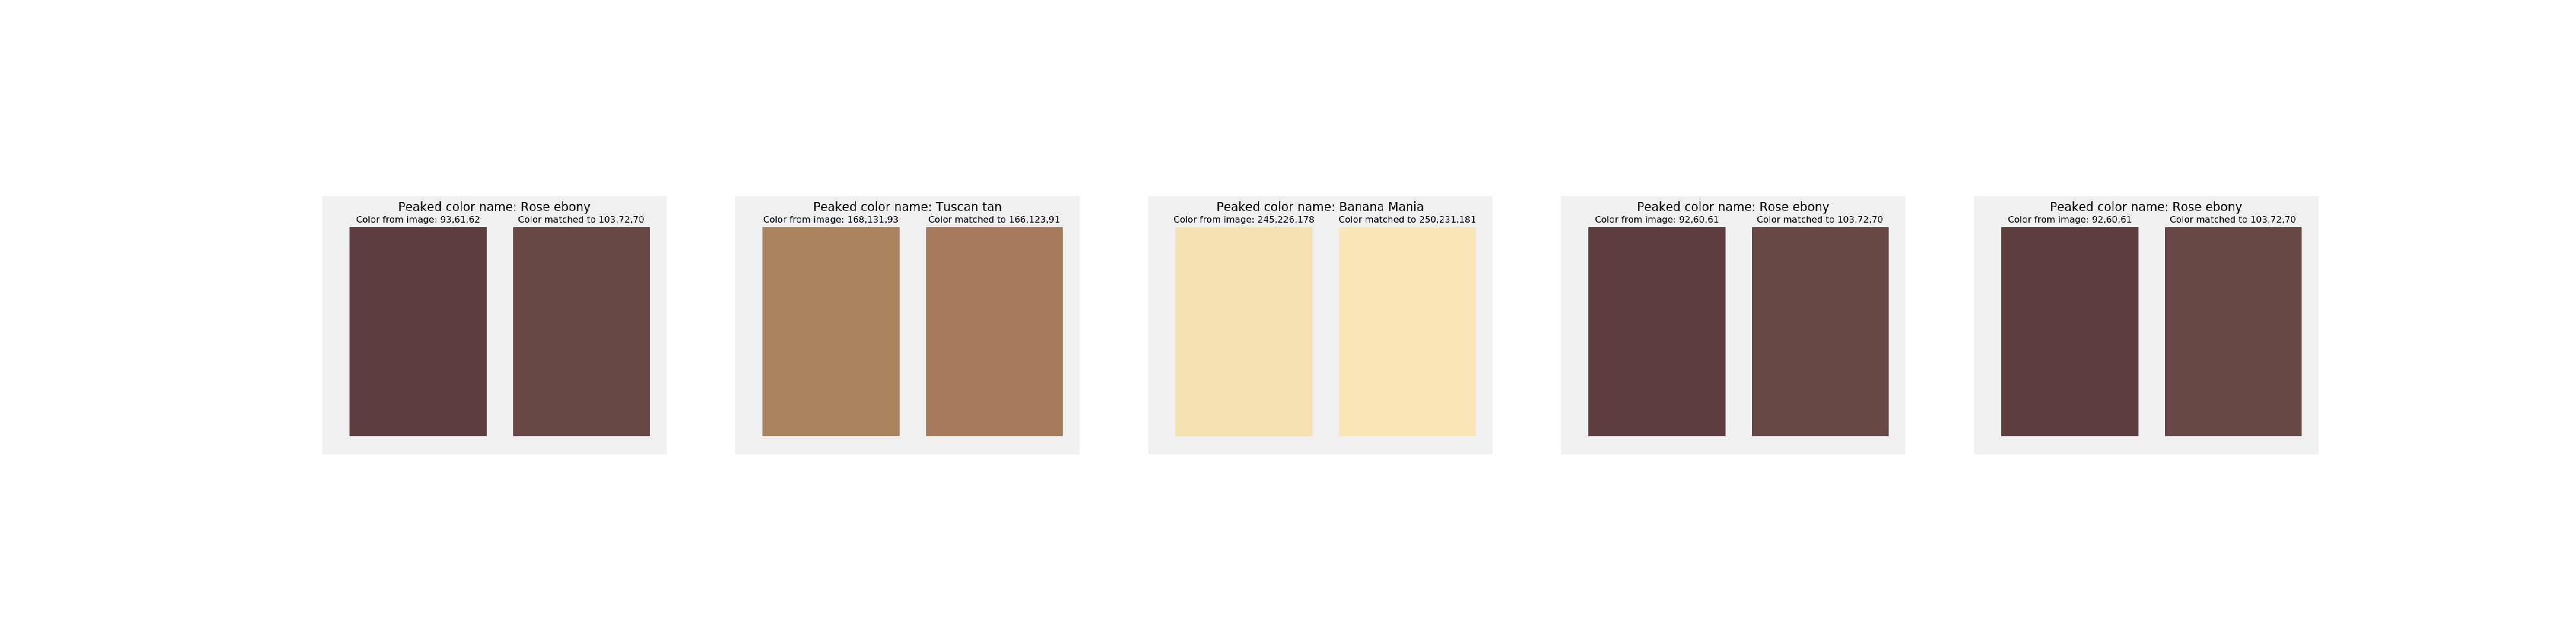 Peaked color name: Rose ebony
Color from image: 93,61,62
Color matched to 103,72,70
Peaked color name: Tuscan tan
Color from image: 168,131,93
Color matched to 166,123,91
Peaked color name: Banana Mania
Color from image: 245,226,178
Color matched to 250,231,181
Peaked color name: Rose ebony
Color from image: 92,60,61
Color matched to 103,72,70
Peaked color name: Rose ebony
Color from image: 92,60,61
Color matched to 103,72,70